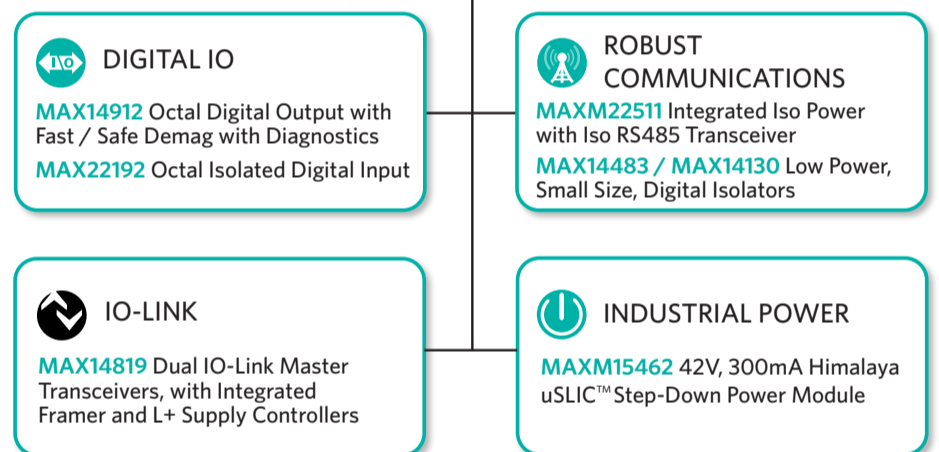 I/O
DIGITAL IO
MAX14912 Octal Digital Output with
Fast / Safe Demag with Diagnostics
MAX22192 Octal Isolated Digital Input
ROBUST
COMMUNICATIONS
MAXM22511 Integrated Iso Power
with Iso RS485 Transceiver
MAX14483 / MAX14130 Low Power,
Small Size, Digital Isolators
IO-LINK
MAX14819 Dual IO-Link Master
Transceivers, with Integrated
Framer and L+ Supply Controllers
INDUSTRIAL POWER
MAXM15462 42V, 300mA Himalaya
uSLIC™ Step-Down Power Module